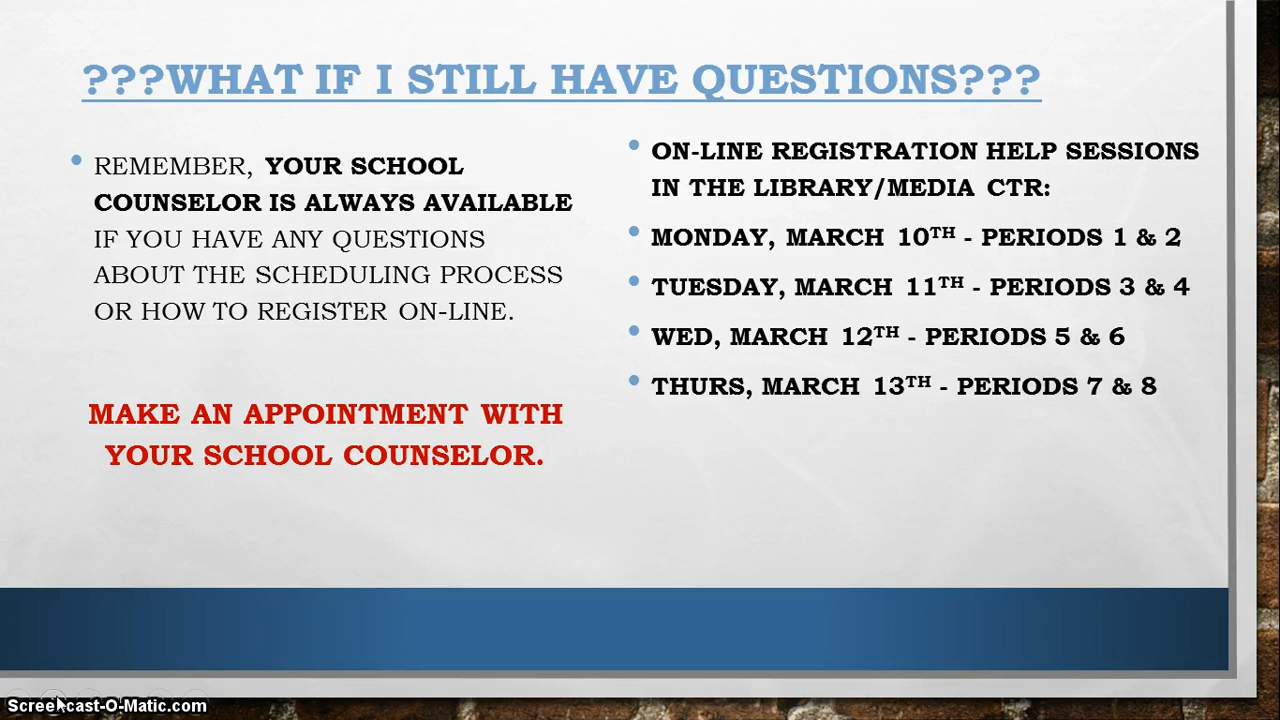 ???WHAT IF I STILL HAVE QUESTIONS???
• REMEMBER, YOUR SCHOOL
COUNSELOR IS ALWAYS AVAILABLE
IF YOU HAVE ANY QUESTIONS
ABOUT THE SCHEDULING PROCESS
OR HOW TO REGISTER ON-LINE.
MAKE AN APPOINTMENT WITH
YOUR SCHOOL COUNSELOR.
• ON-LINE REGISTRATION HELP SESSIONS
IN THE LIBRARY/MEDIA CTR:
• MONDAY, MARCH 10TH - PERIODS 1 & 2
• TUESDAY, MARCH 11TH - PERIODS 3 & 4
• WED, MARCH 12TH - PERIODS 5 & 6
• THURS, MARCH 13TH - PERIODS 7 & 8
Screencast-O-Matic.com